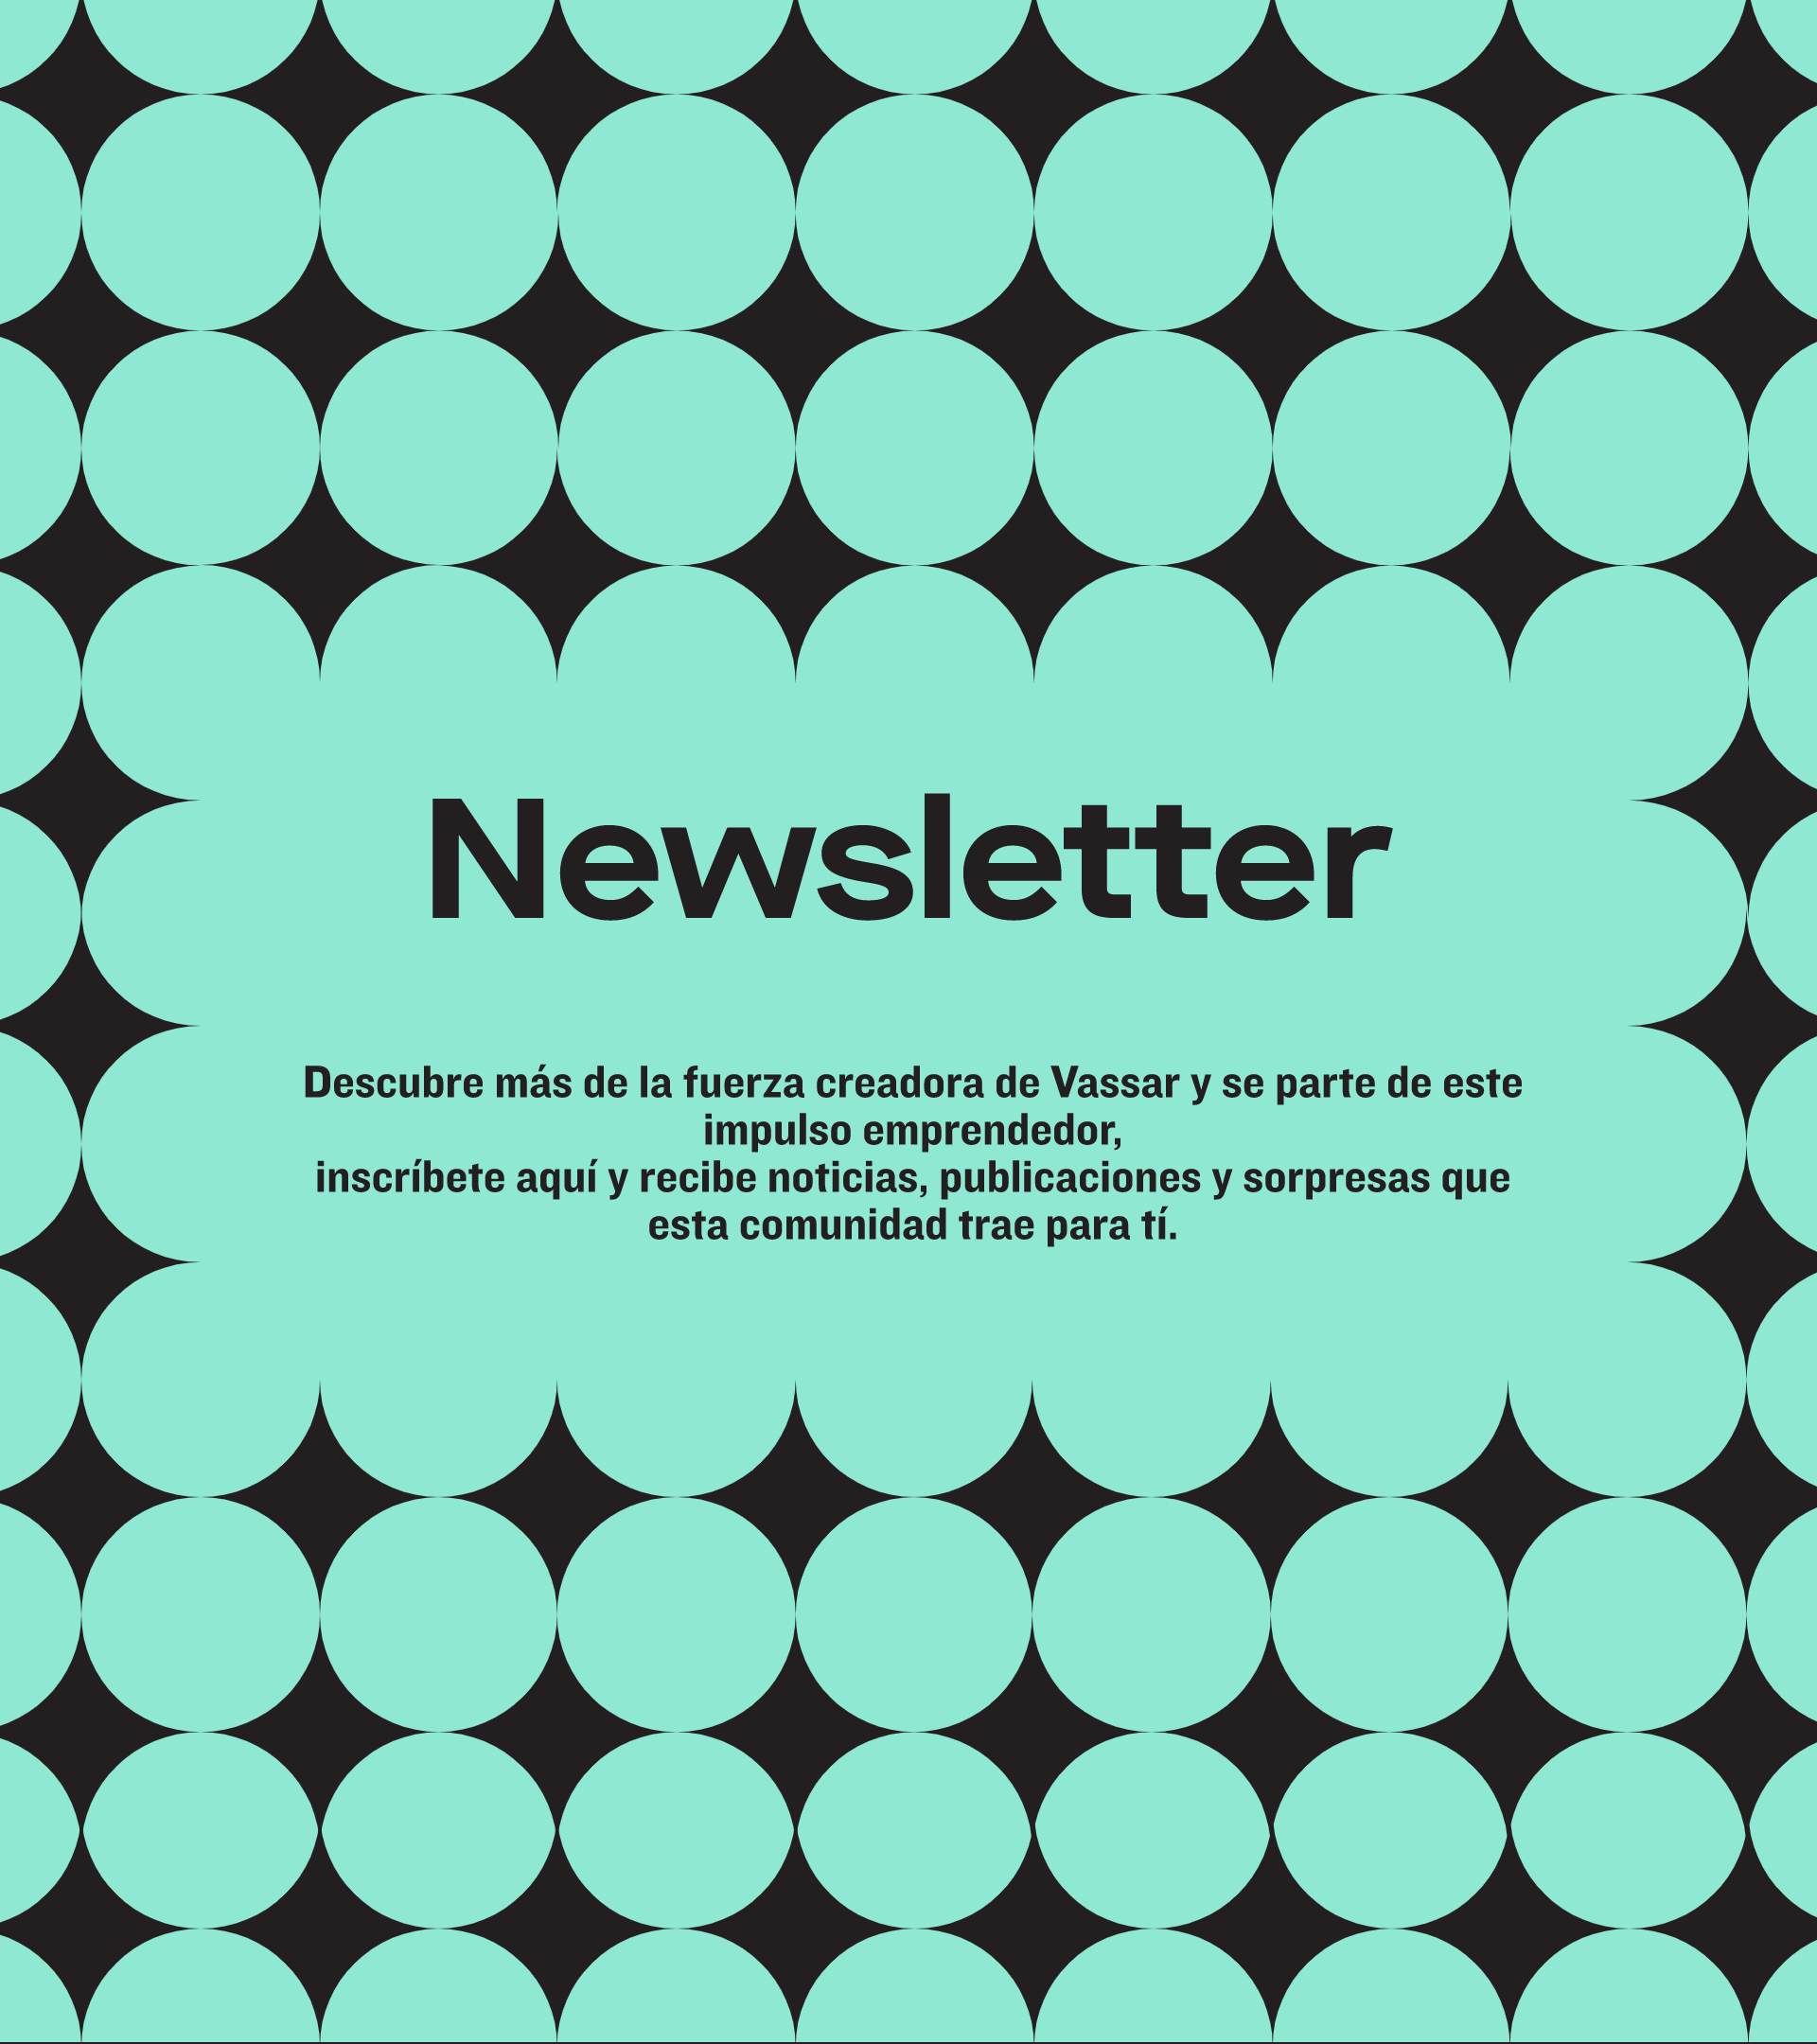 Newsletter
Descubre más de la fuerza creadora de Vassar y se parte de este
impulso emprendedor,
inscríbete aquí y recibe noticias, publicaciones y sorpresas que
esta comunidad trae para tí.